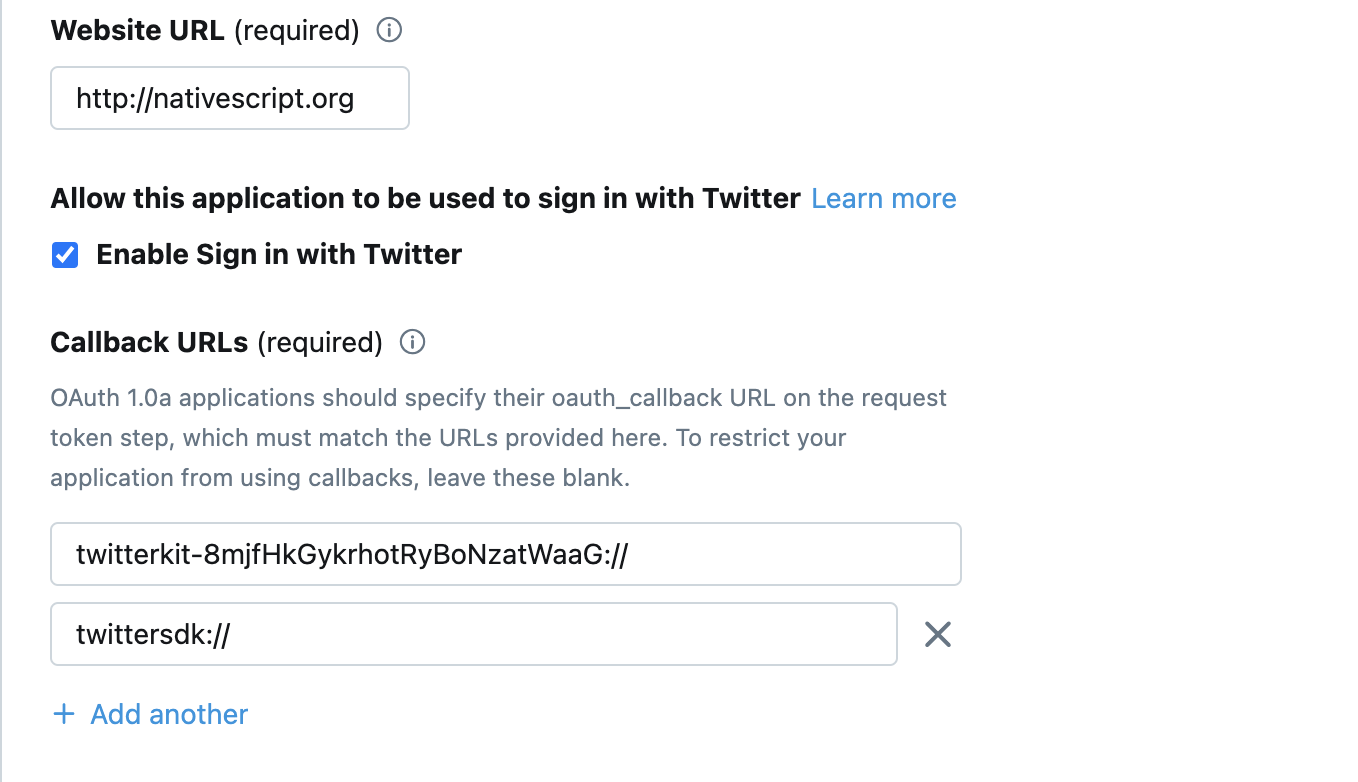 Website URL (required)
http://nativescript.org
Allow this application to be used to sign in with Twitter Learn more
Enable Sign in with Twitter
Callback URLs (required)
OAuth 1.0a applications should specify their oauth_callback URL on the request
token step, which must match the URLs provided here. To restrict your
application from using callbacks, leave these blank.
twitterkit-8mjfHkGykrhotRyBoNzatWaaG://
twittersdk://
+ Add another